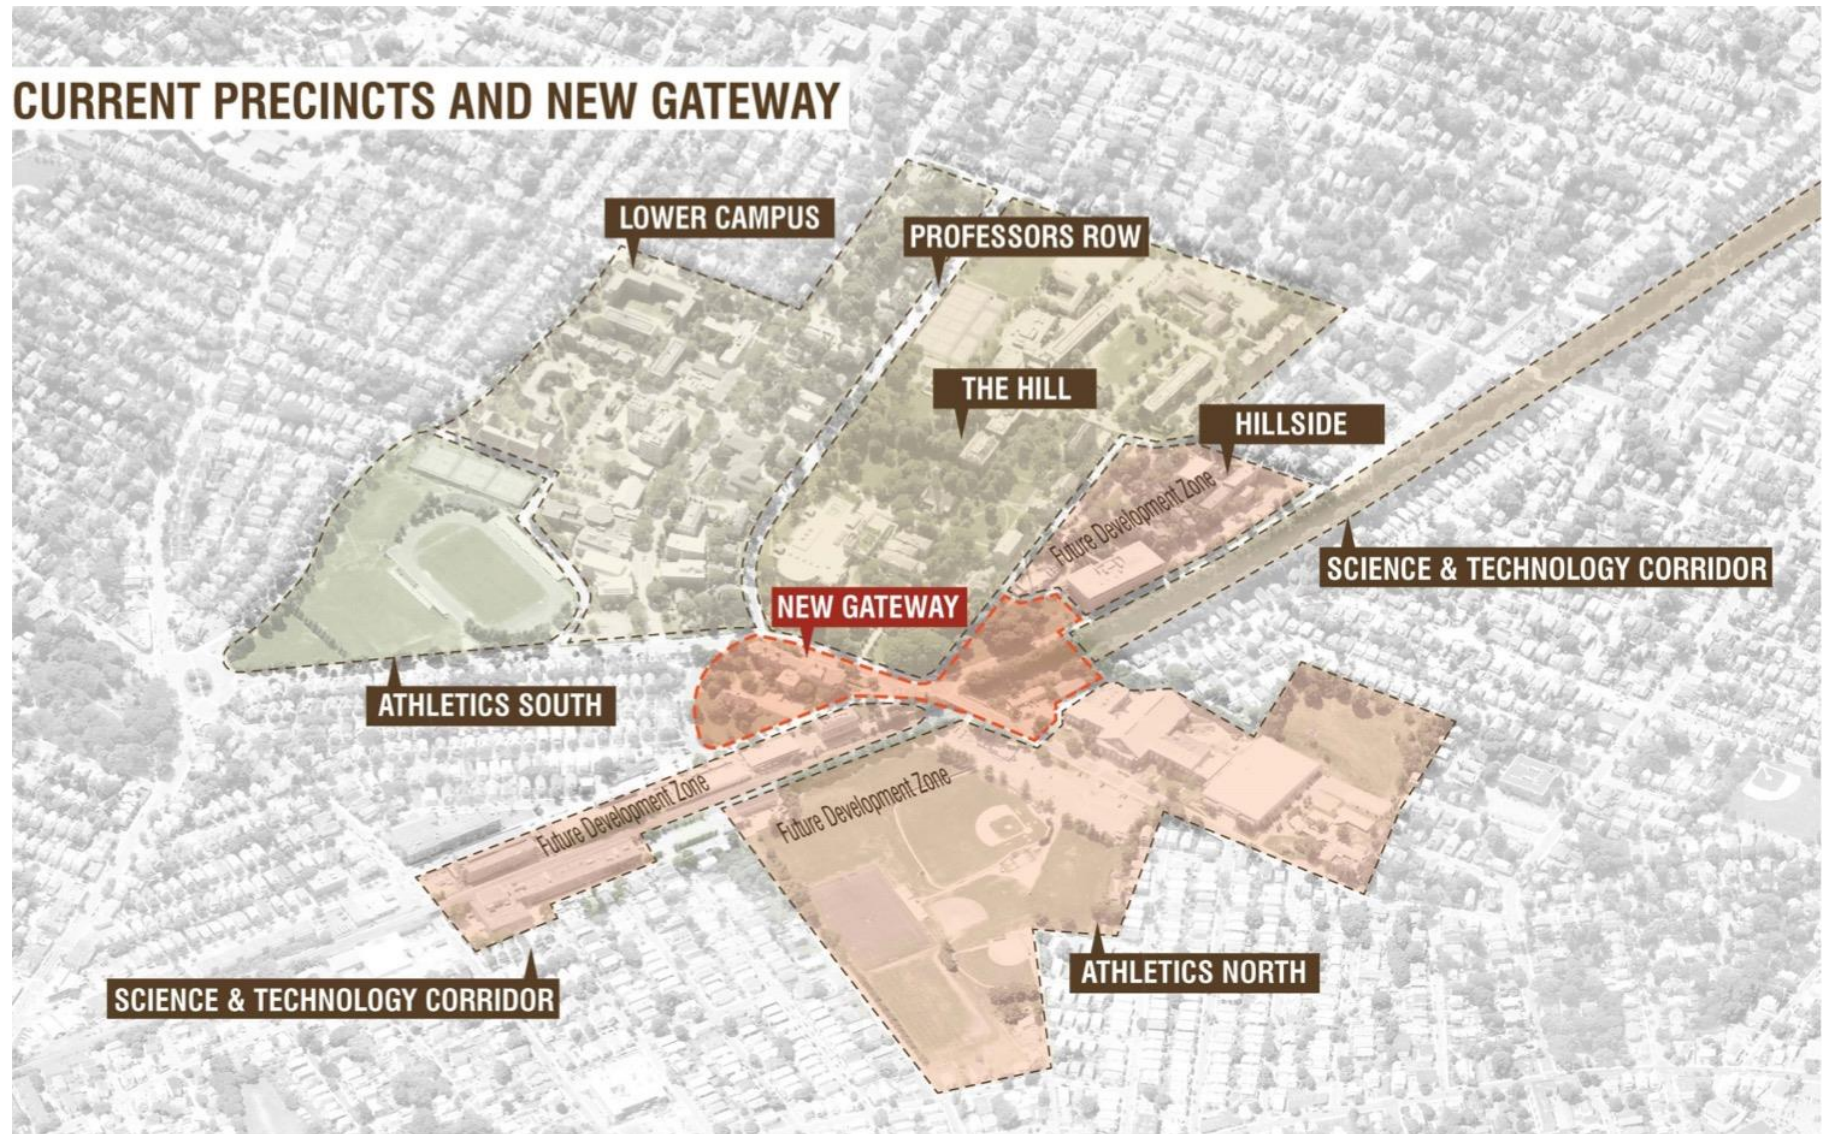 CURRENT PRECINCTS AND NEW GATEWAY
LOWER CAMPUS
PROFESSORS ROW
THE HILL
HILLSIDE
Future Development Zone
SCIENCE & TECHNOLOGY CORRIDOR
NEW GATEWAY
ATHLETICS SOUTH
Future Development Zone
Future Development Zone
ATHLETICS NORTH
SCIENCE & TECHNOLOGY CORRIDOR